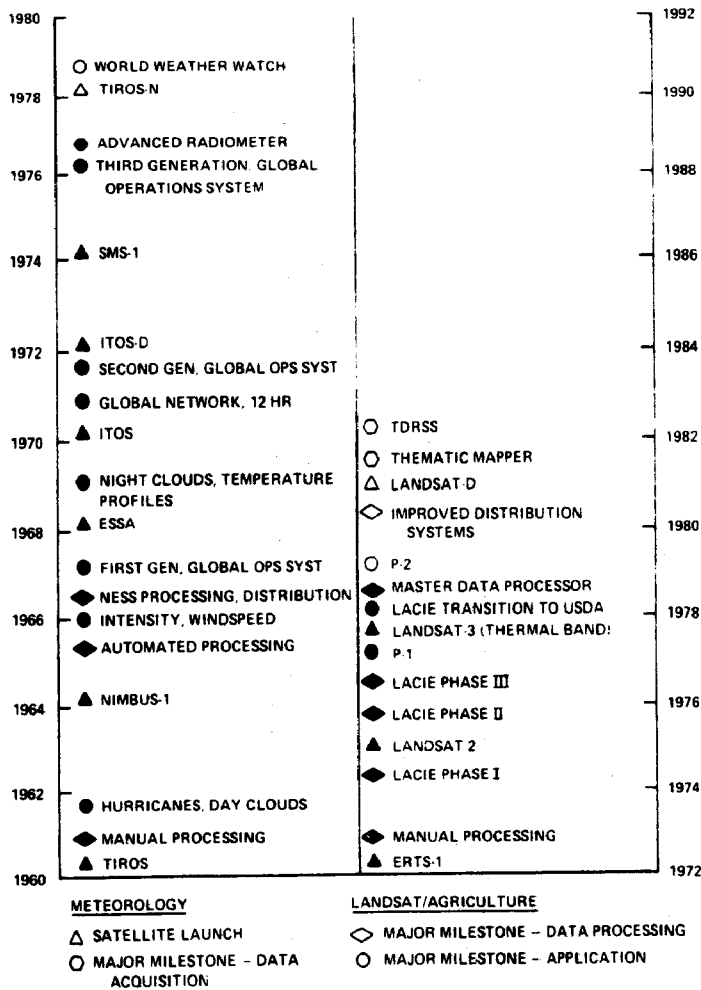 1980
WORLD WEATHER WATCH
TIROS-N
1978
ADVANCED RADIOMETER
1976
THIRD GENERATION, GLOBAL
OPERATIONS SYSTEM
1974
SMS-1
1972
ITOS-D
SECOND GEN, GLOBAL OPS SYST
GLOBAL NETWORK, 12 HR
1970
ITOS
NIGHT CLOUDS, TEMPERATURE
PROFILES
1968
ESSA
FIRST GEN, GLOBAL OPS SYST
NESS PROCESSING, DISTRIBUTION
1966
INTENSITY, WINDSPEED
AUTOMATED PROCESSING
1964
NIMBUS-1
1962
HURRICANES, DAY CLOUDS
MANUAL PROCESSING
TIROS
1960
1992
1990
1988
1986
1984
TDRSS
1982
THEMATIC MAPPER
LANDSAT-D
IMPROVED DISTRIBUTION
SYSTEMS
1980
P-2
MASTER DATA PROCESSOR
LACIE TRANSITION TO USDA
1978
LANDSAT-3 (THERMAL BAND)
P-1
LACIE PHASE III
1976
LACIE PHASE II
LANDSAT 2
LACIE PHASE I
1974
MANUAL PROCESSING
ERTS-1
1972
METEOROLOGY
SATELLITE LAUNCH
MAJOR MILESTONE - DATA
ACQUISITION
LANDSAT/AGRICULTURE
MAJOR MILESTONE - DATA PROCESSING
MAJOR MILESTONE - APPLICATION